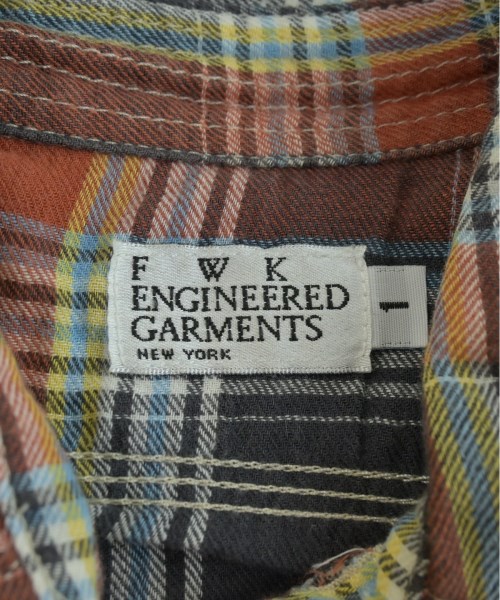 F W K
ENGINEERED
GARMENTS
NEW YORK
1